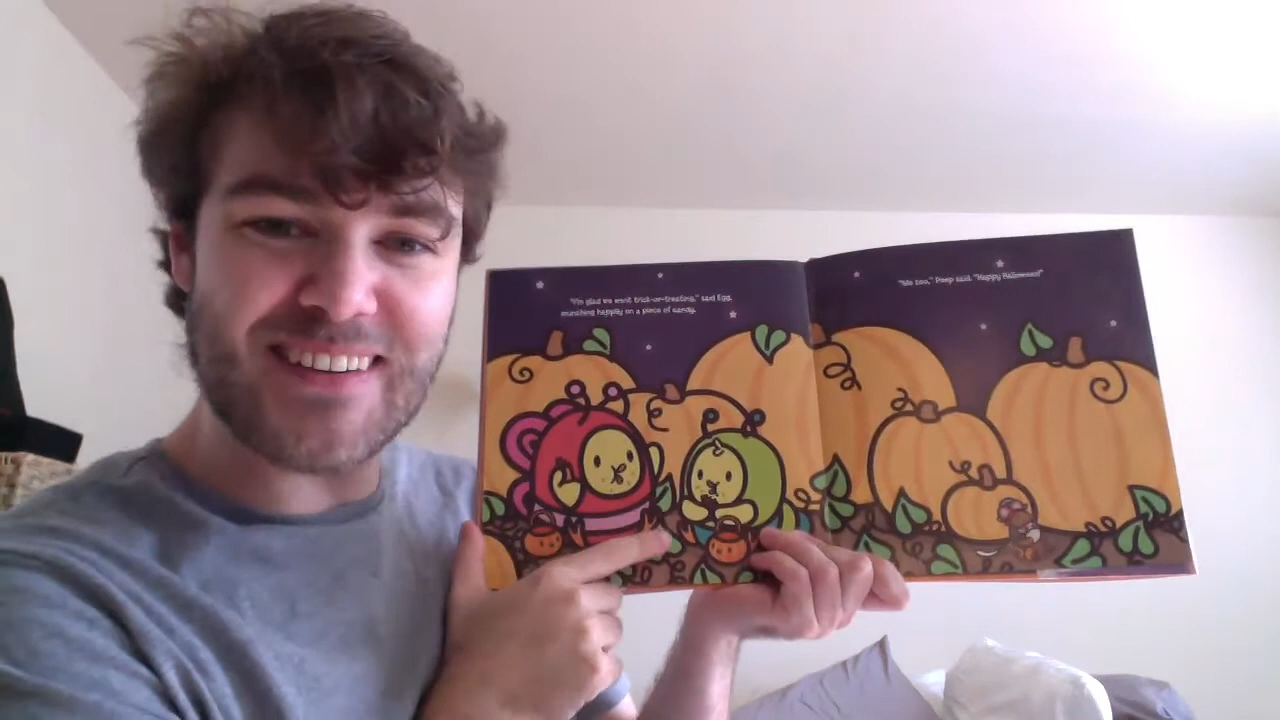 "I'm glad we went trick-or-treating," said Egg,
munching happily on a piece of candy.
"Me too," Peep said. "Happy Halloween!"